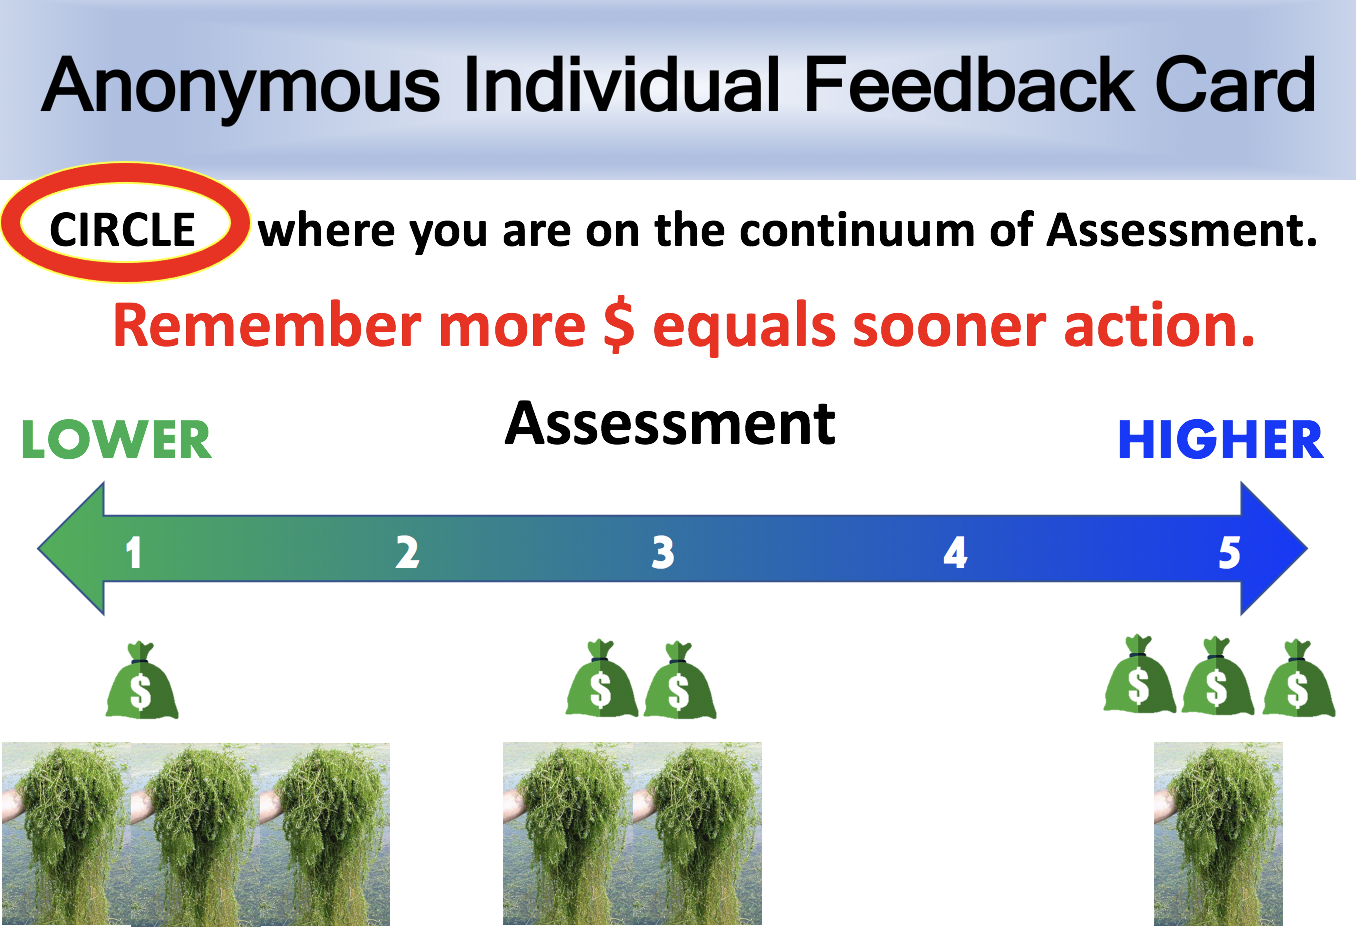 Anonymous Individual Feedback Card
CIRCLE where you are on the continuum of Assessment.
Remember more $ equals sooner action.
Assessment
LOWER HIGHER
1 2 3 4 5
$ $ $ $ $ $